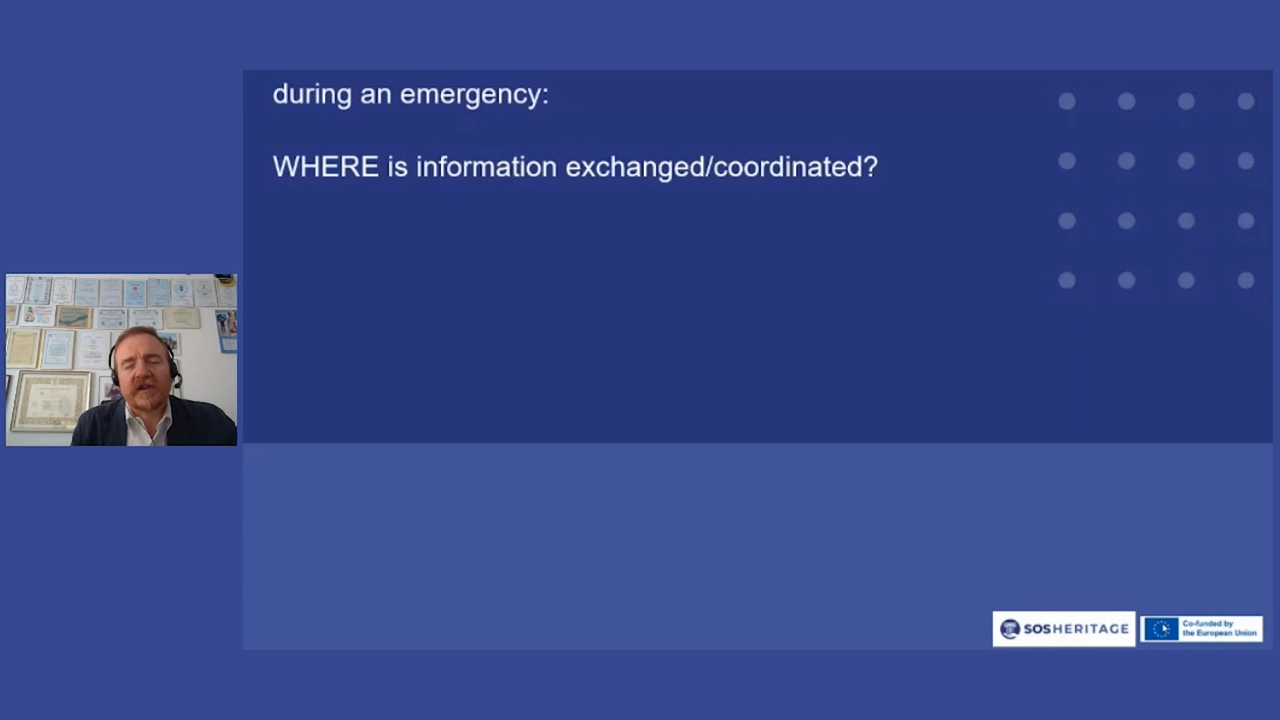 during an emergency:
WHERE is information exchanged/coordinated?
SOSHERITAGE
Co-funded by
the European Union